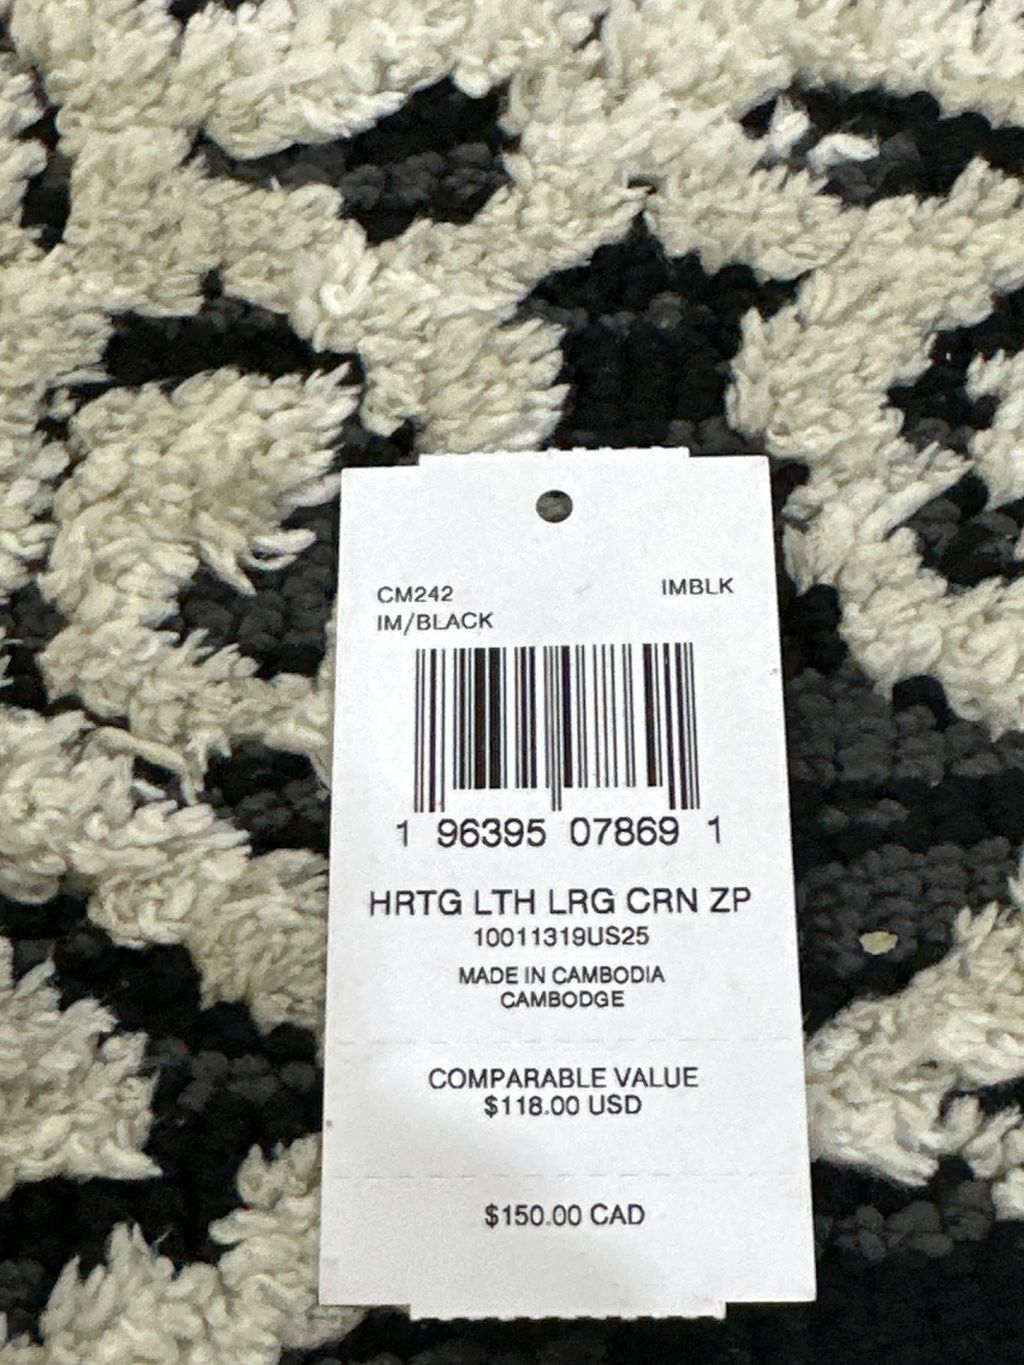 CM242 IMBLK
IM/BLACK
1 96395 07869 1
HRTG LTH LRG CRN ZP
10011319US25
MADE IN CAMBODIA
CAMBODGE
COMPARABLE VALUE
$118.00 USD
$150.00 CAD